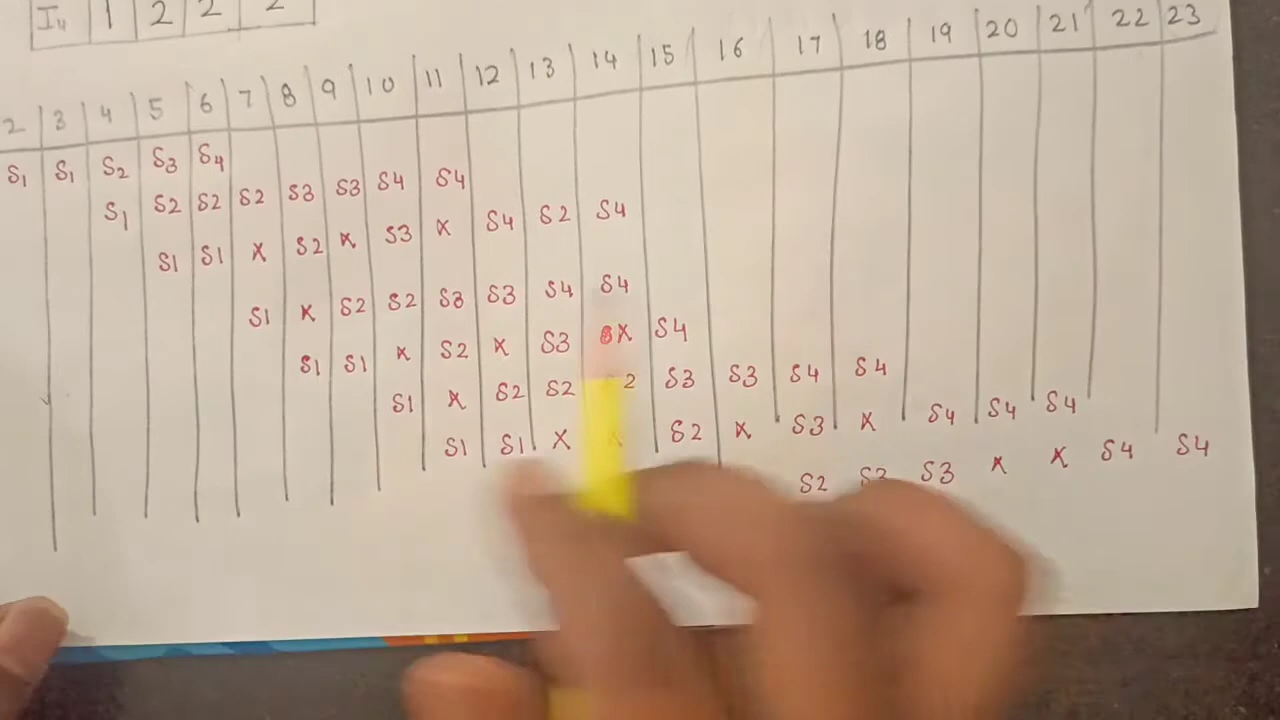 I4 1 2 2 2
2 3 4 5 6 7 8 9 10 11 12 13 14 15 16 17 18 19 20 21 22 23
S1 S1 S2 S3 S4
S1 S2 S2 S2 S3 S3 S4 S4
S1 S1 X S2 X S3 X S4 S2 S4
S1 X S2 S2 S3 S3 S4 S4
S1 S1 X S2 X S3 X S4
S1 X S2 S2 2 S3 S3 S4 S4
S1 S1 X S2 X S3 X S4 S4 S4
S2 S3 X X S4 S4